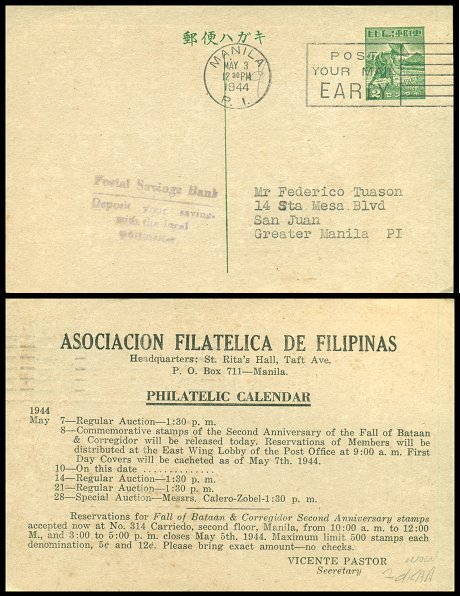 郵便ハガキ
MANILA
MAY 3
12 30 PM
1944
P. I.
POST
YOUR MAIL
EARLY
Postal Savings Bank
Deposit your savings
with the local
postmaster
Mr Federico Tuason
14 Sta Mesa Blvd
San Juan
Greater Manila PI
ASOCIACION FILATELICA DE FILIPINAS
Headquarters: St. Rita's Hall, Taft Ave.
P. O. Box 711—Manila.
PHILATELIC CALENDAR
1944
May 7—Regular Auction—1:30 p. m.
8—Commemorative stamps of the Second Anniversary of the Fall of Bataan
& Corregidor will be released today. Reservations of Members will be
distributed at the East Wing Lobby of the Post Office at 9:00 a. m. First
Day Covers will be cacheted as of May 7th. 1944.
10—On this date ...............
14—Regular Auction—1:30 p. m.
21—Regular Auction—1:30 p. m.
28—Special Auction—Messrs. Calero-Zobel-1:30 p. m.
Reservations for Fall of Bataan & Corregidor Second Anniversary stamps
accepted now at No. 314 Carriedo, second floor, Manila, from 10:00 a. m. to 12:00
M., and 3:00 to 5:00 p. m. closes May 5th. 1944. Maximum limit 500 stamps each
denomination, 5¢ and 12¢. Please bring exact amount—no checks.
VICENTE PASTOR
Secretary